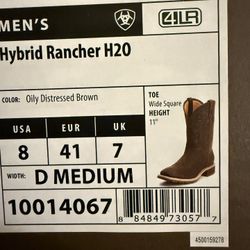 MEN'S
ARIAT
4LR
Hybrid Rancher H20
COLOR: Oily Distressed Brown
TOE
Wide Square
HEIGHT
11"
USA EUR UK
8 41 7
WIDTH: D MEDIUM
10014067
8 84849 73057 7
4500159278